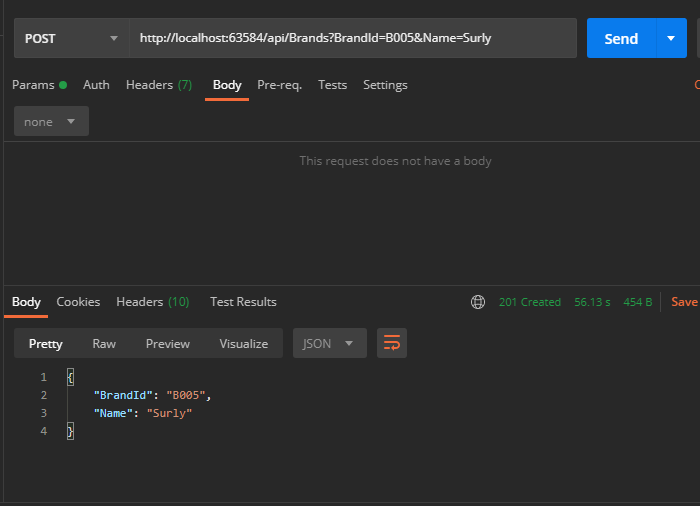 POST http://localhost:63584/api/Brands?BrandId=B005&Name=Surly Send
Params Auth Headers (7) Body Pre-req. Tests Settings
none
This request does not have a body
Body Cookies Headers (10) Test Results 201 Created 56.13 s 454 B Save
Pretty Raw Preview Visualize JSON
1 {
2 "BrandId": "B005",
3 "Name": "Surly"
4 }